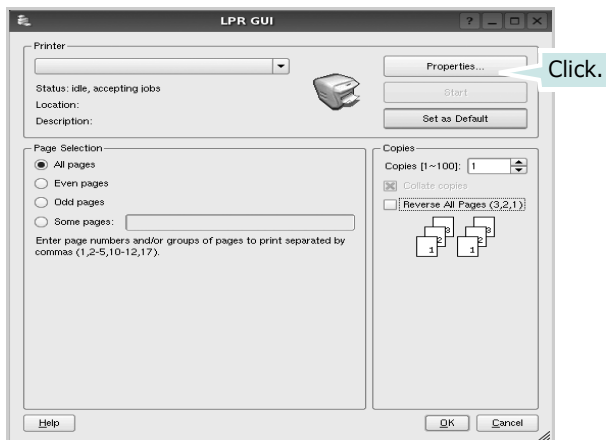 LPR GUI
Printer
Properties...
Click.
Status: idle, accepting jobs
Start
Location:
Description:
Set as Default
Page Selection
All pages
Even pages
Odd pages
Some pages:
Enter page numbers and/or groups of pages to print separated by
commas (1,2-5,10-12,17).
Copies
Copies [1~100]: 1
Collate copies
Reverse All Pages (3,2,1)
3 3
2 2
1 1
Help
OK
Cancel